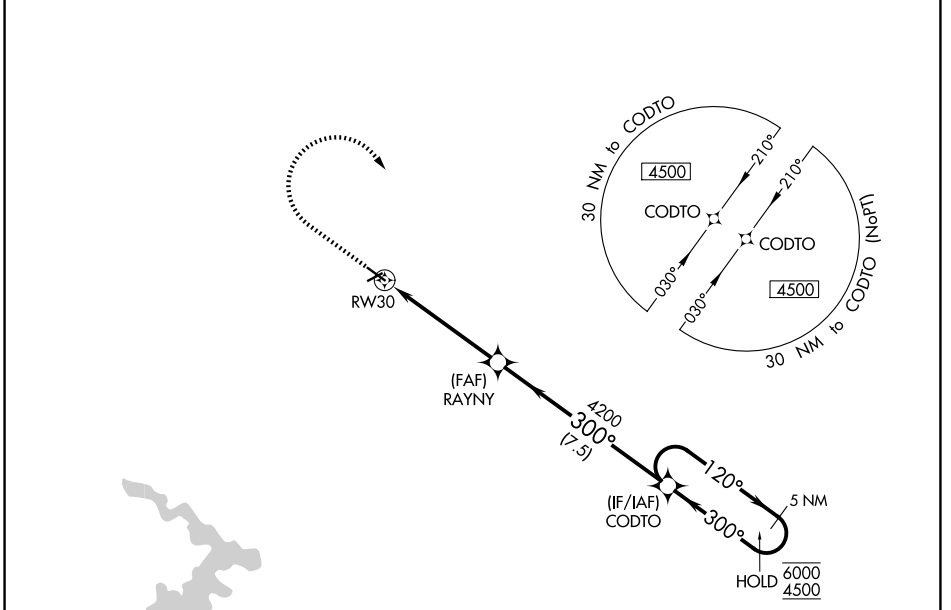 30 NM to CODTO
4500
210°
CODTO
030°
210°
CODTO
4500
030°
30 NM to CODTO (NoPT)
RW30
(FAF)
RAYNY
4200
300°
(7.5)
(IF/IAF)
CODTO
120°
300°
5 NM
HOLD
6000
4500